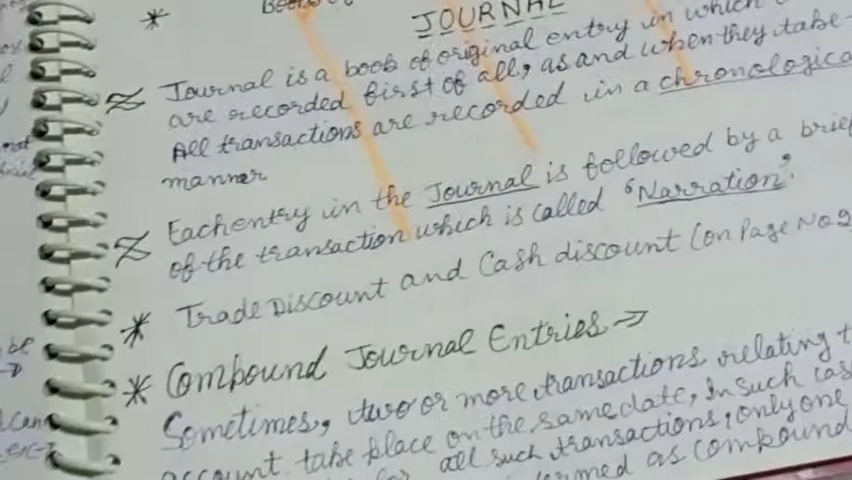 JOURNAL
Journal is a book of original entry in which
are recorded first of all, as and when they take
All transactions are recorded in a chronologica
manner
Each entry in the Journal is followed by a brief
of the transaction which is called "Narration".
* Trade Discount and Cash discount (on Page No 9
* Compound Journal Entries →
Sometimes, two or more transactions relating t
account take place on the same date, In such cas
all such transactions, only one
termed as compound